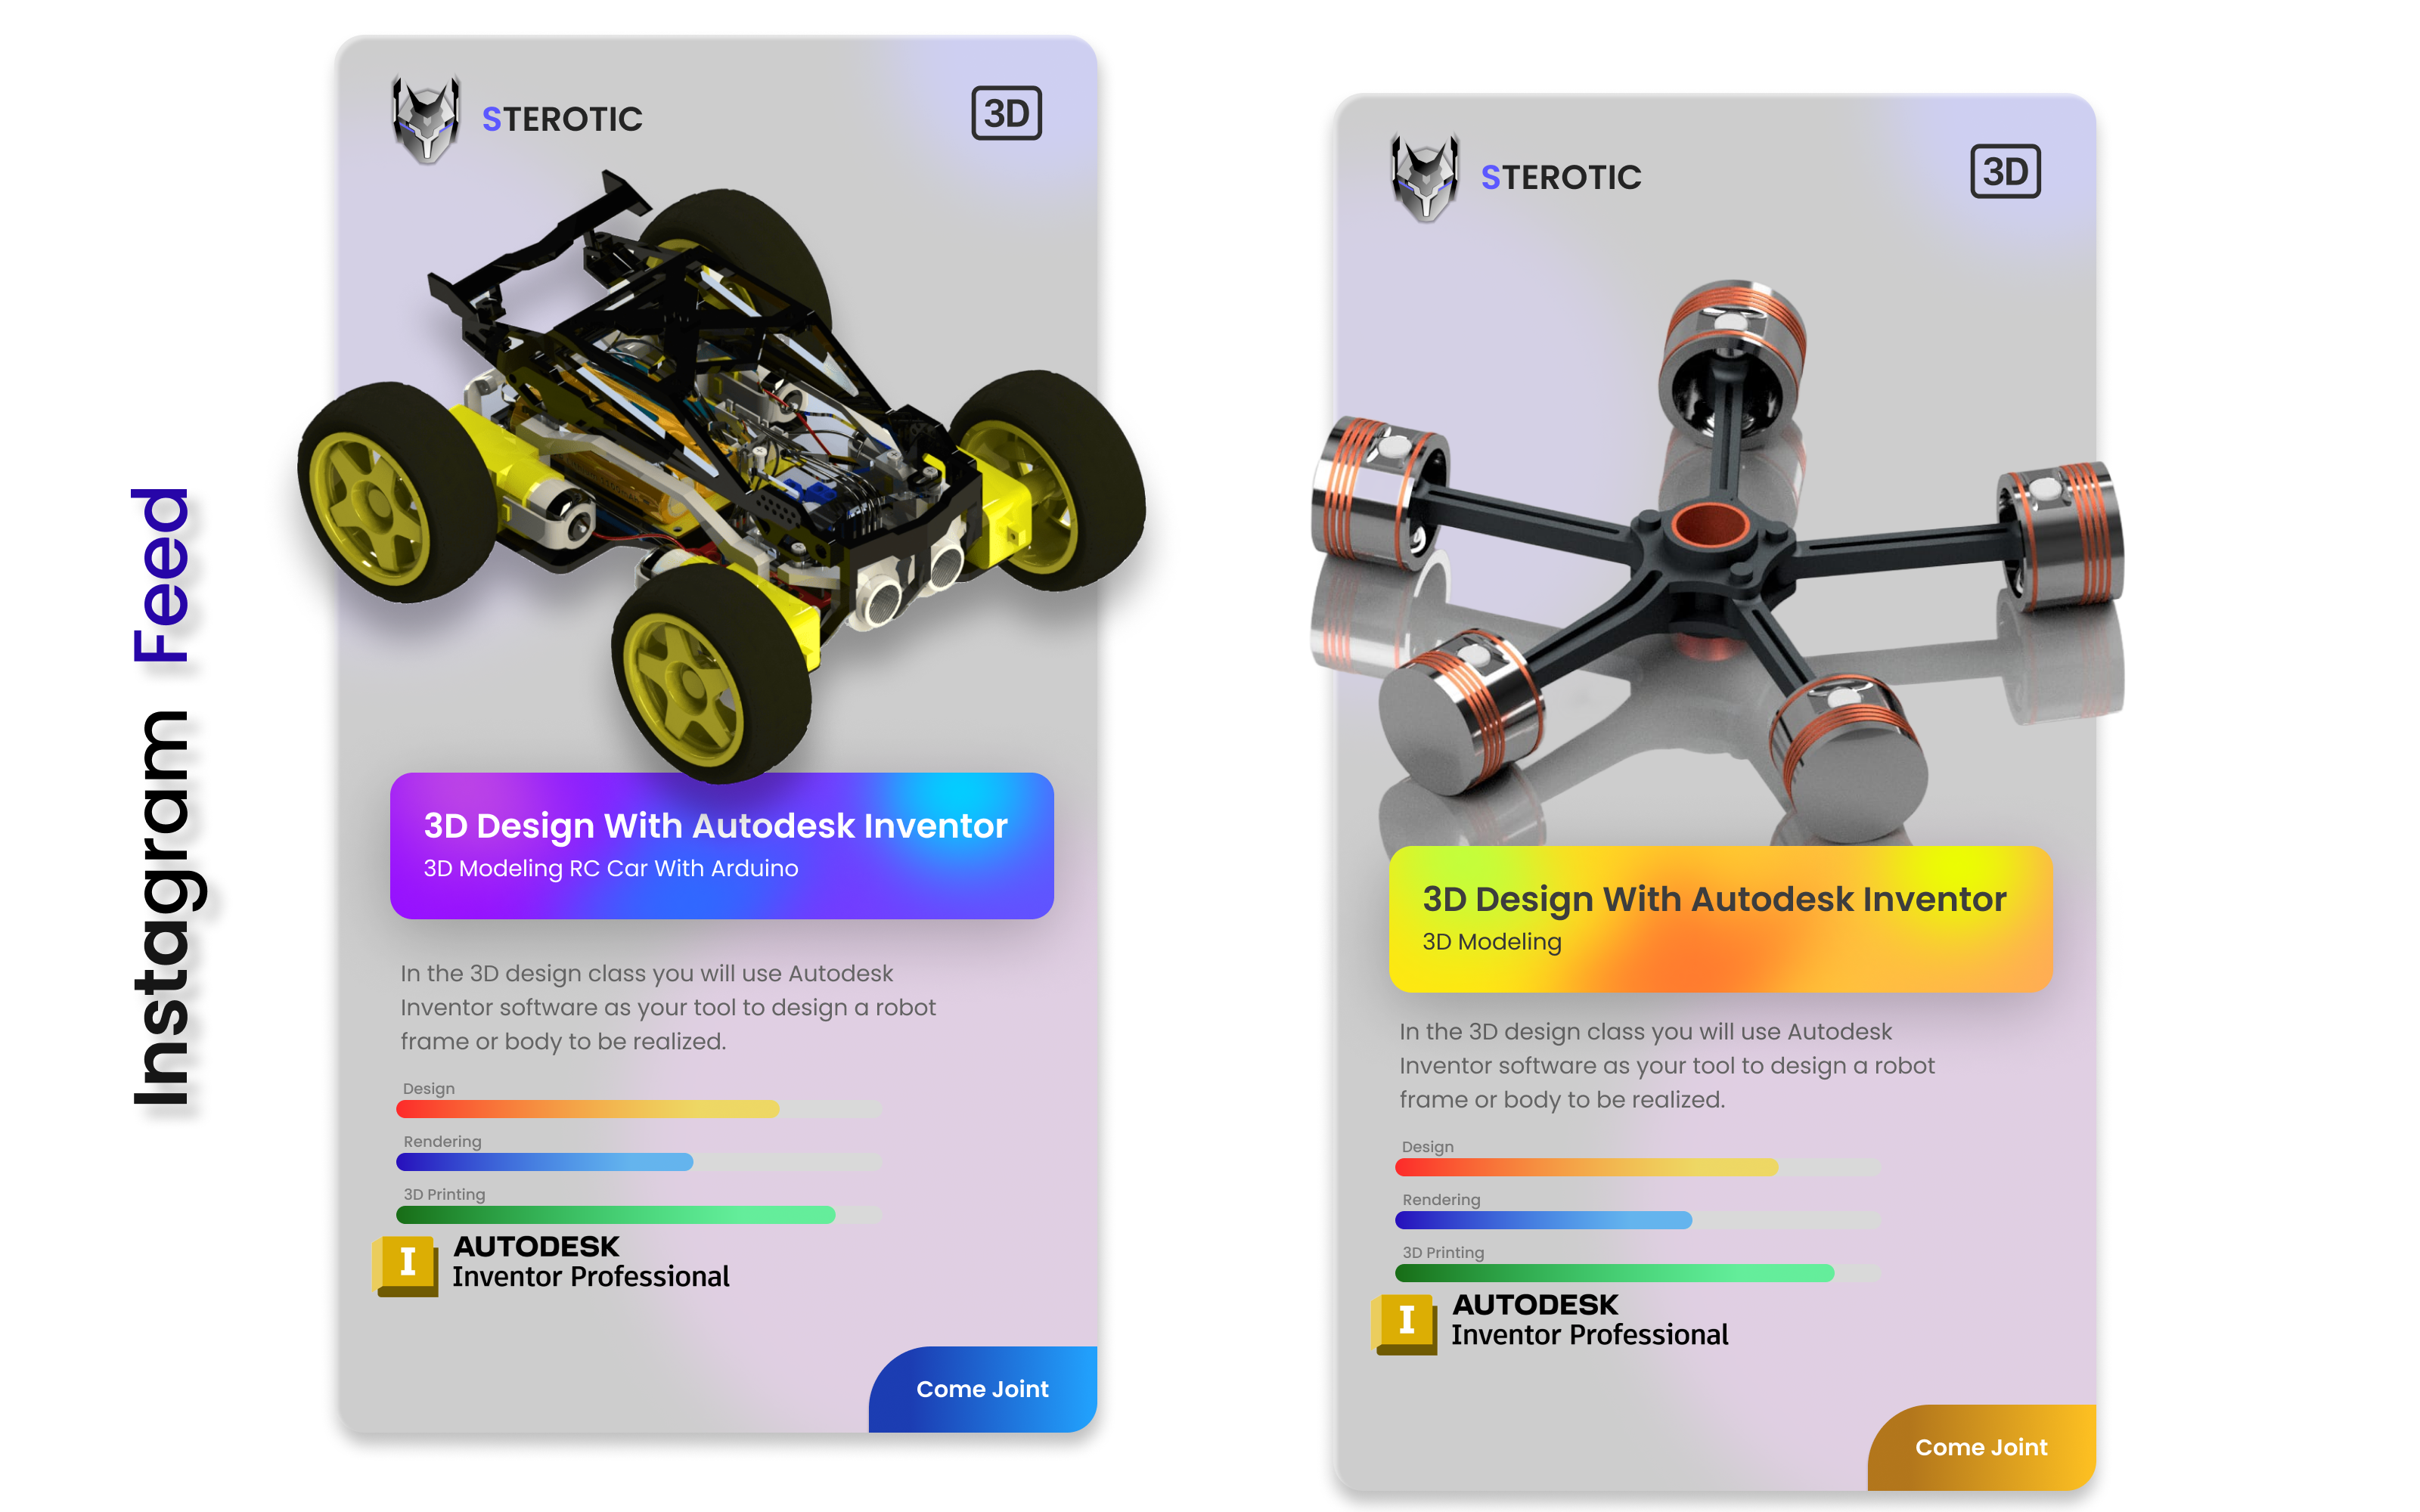 Instagram Feed
STEROTIC
3D
3D Design With Autodesk Inventor
3D Modeling RC Car With Arduino
In the 3D design class you will use Autodesk
Inventor software as your tool to design a robot
frame or body to be realized.
Design
Rendering
3D Printing
I
AUTODESK
Inventor Professional
Come Joint
STEROTIC
3D
3D Design With Autodesk Inventor
3D Modeling
In the 3D design class you will use Autodesk
Inventor software as your tool to design a robot
frame or body to be realized.
Design
Rendering
3D Printing
I
AUTODESK
Inventor Professional
Come Joint